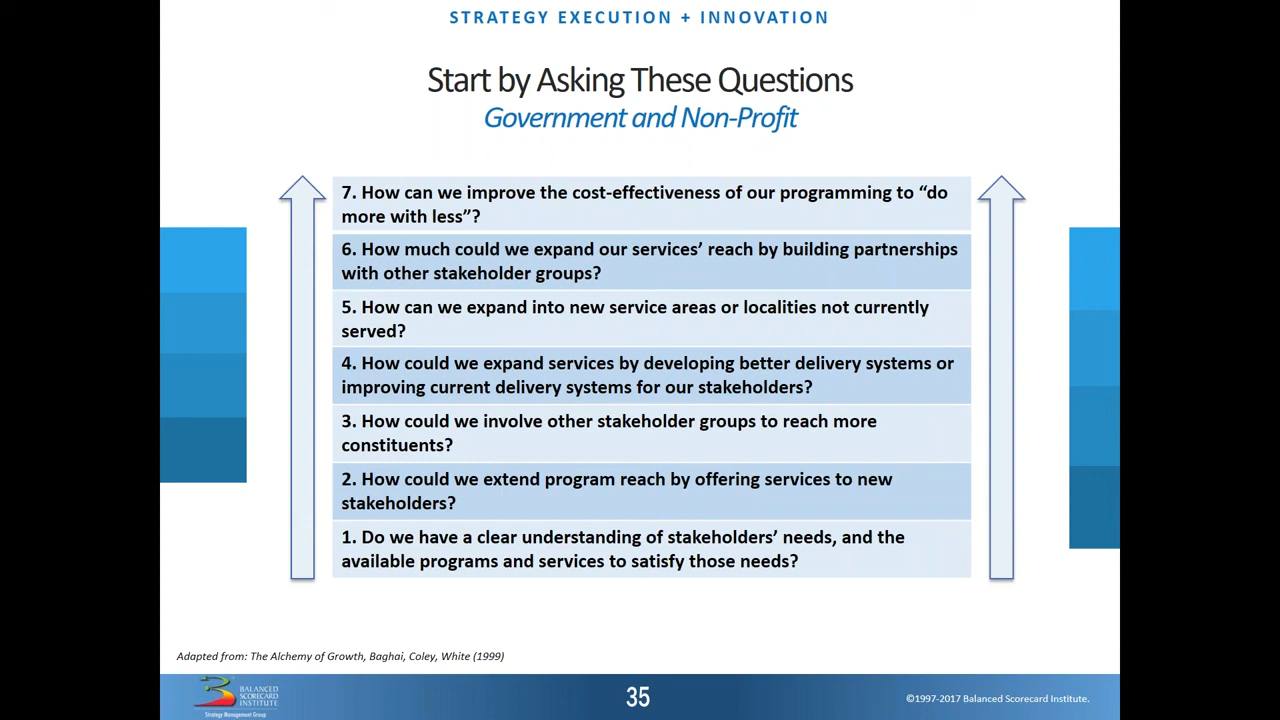 STRATEGY EXECUTION + INNOVATION
Start by Asking These Questions
Government and Non-Profit
7. How can we improve the cost-effectiveness of our programming to “do
more with less”?
6. How much could we expand our services’ reach by building partnerships
with other stakeholder groups?
5. How can we expand into new service areas or localities not currently
served?
4. How could we expand services by developing better delivery systems or
improving current delivery systems for our stakeholders?
3. How could we involve other stakeholder groups to reach more
constituents?
2. How could we extend program reach by offering services to new
stakeholders?
1. Do we have a clear understanding of stakeholders’ needs, and the
available programs and services to satisfy those needs?
Adapted from: The Alchemy of Growth, Baghai, Coley, White (1999)
BALANCED
SCORECARD
INSTITUTE
Strategy Management Group
35
©1997-2017 Balanced Scorecard Institute.